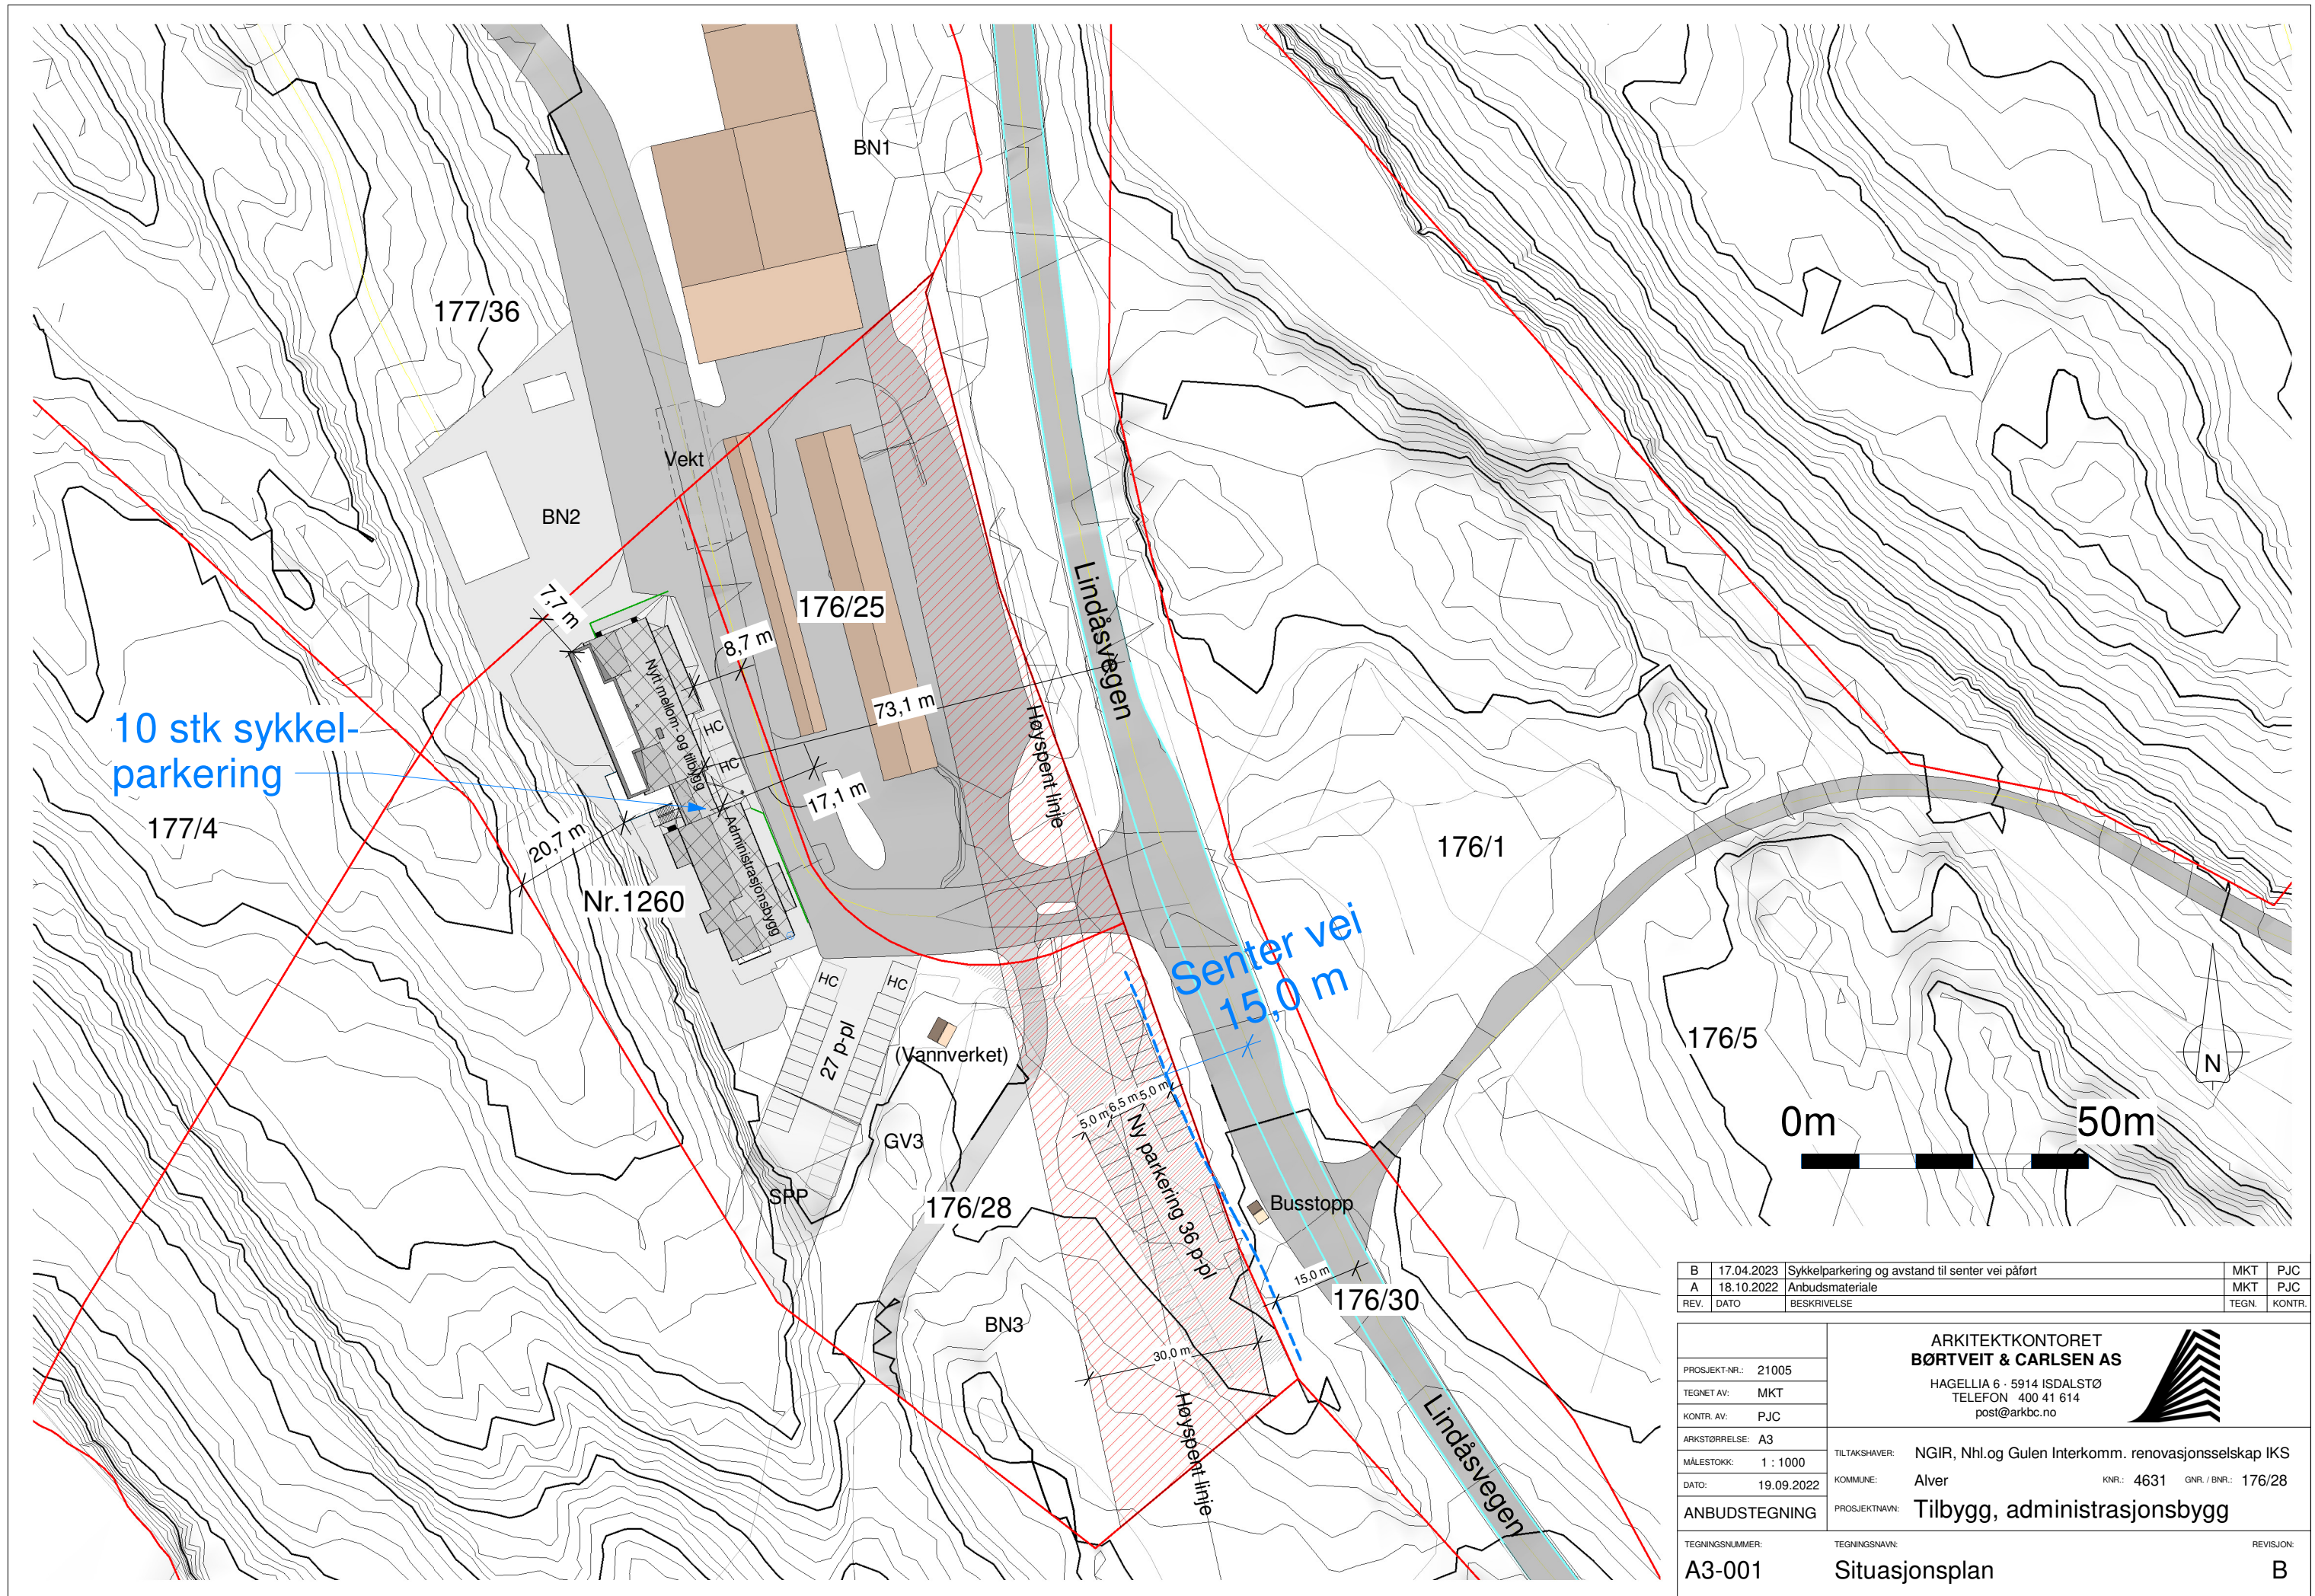 BN1
177/36
Vekt
BN2
7,7 m
176/25
8,7 m
Nytt mellom- og tilbygg
73,1 m
HC
HC
Lindåsvegen
Høyspent linje
10 stk sykkel-
parkering
17,1 m
177/4
20,7 m
Administrasjonsbygg
Nr.1260
176/1
Senter vei
15,0 m
HC
HC
27 p-pl
(Vannverket)
176/5
N
0m
50m
5,0 m
6,5 m
5,0 m
Ny parkering 36 p-pl
GV3
SPP
176/28
Busstopp
15,0 m
176/30
BN3
30,0 m
Høyspent linje
Lindåsvegen
B 17.04.2023 Sykkelparkering og avstand til senter vei påført MKT PJC
A 18.10.2022 Anbudsmateriale MKT PJC
REV. DATO BESKRIVELSE TEGN. KONTR.
ARKITEKTKONTORET
BØRTVEIT & CARLSEN AS
HAGELLIA 6 - 5914 ISDALSTØ
TELEFON 400 41 614
post@arkbc.no
PROSJEKT-NR.: 21005
TEGNET AV: MKT
KONTR. AV: PJC
ARKSTØRRELSE: A3
MÅLESTOKK: 1 : 1000
DATO: 19.09.2022
ANBUDSTEGNING
TILTAKSHAVER: NGIR, Nhl.og Gulen Interkomm. renovasjonsselskap IKS
KOMMUNE: Alver KNR.: 4631 GNR. / BNR.: 176/28
PROSJEKTNAVN: Tilbygg, administrasjonsbygg
TEGNINGSNUMMER: TEGNINGSNAVN: REVISJON:
A3-001 Situasjonsplan B